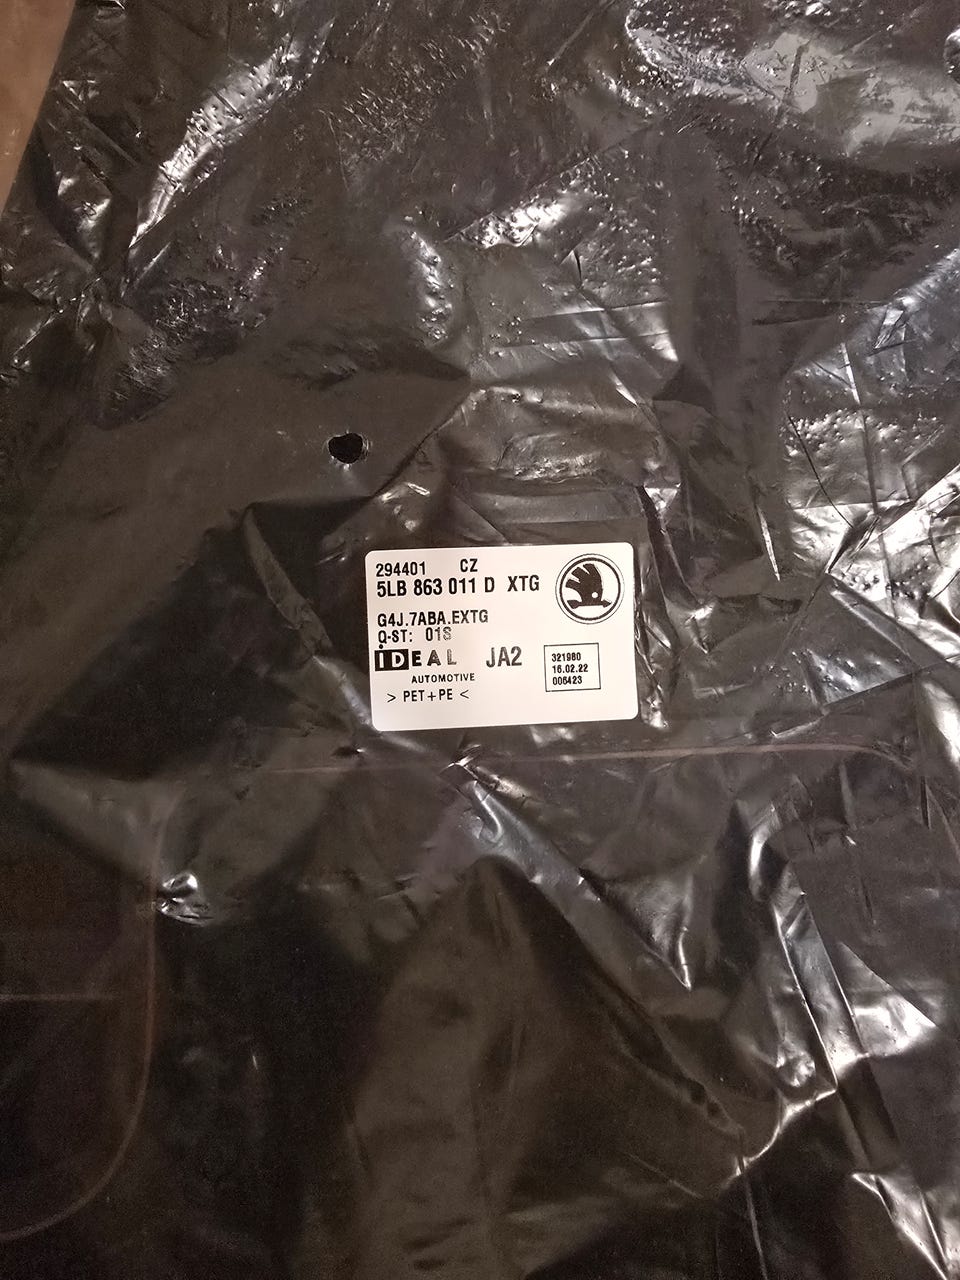 294401 CZ
5LB 863 011 D XTG
G4J.7ABA.EXTG
Q-ST: 01S
IDEAL JA2
AUTOMOTIVE
> PET+PE <
321980
16.02.22
006423